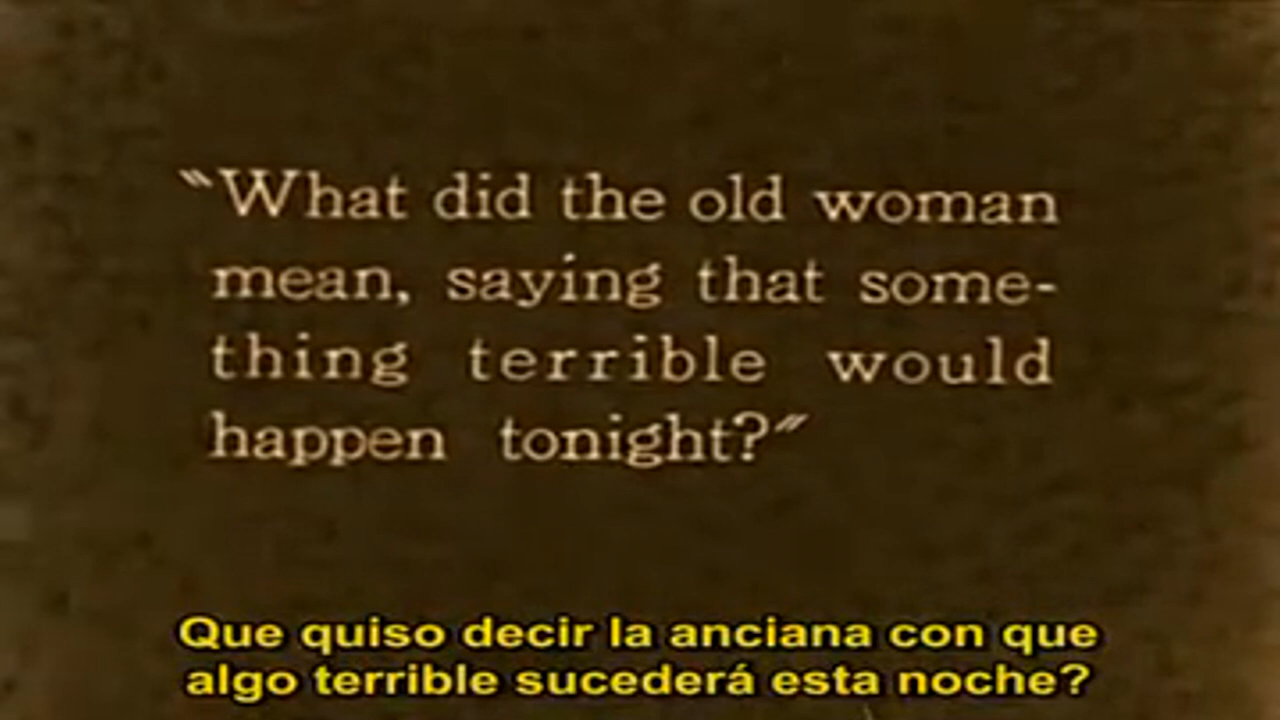 "What did the old woman
mean, saying that some-
thing terrible would
happen tonight?"
Que quiso decir la anciana con que
algo terrible sucederá esta noche?